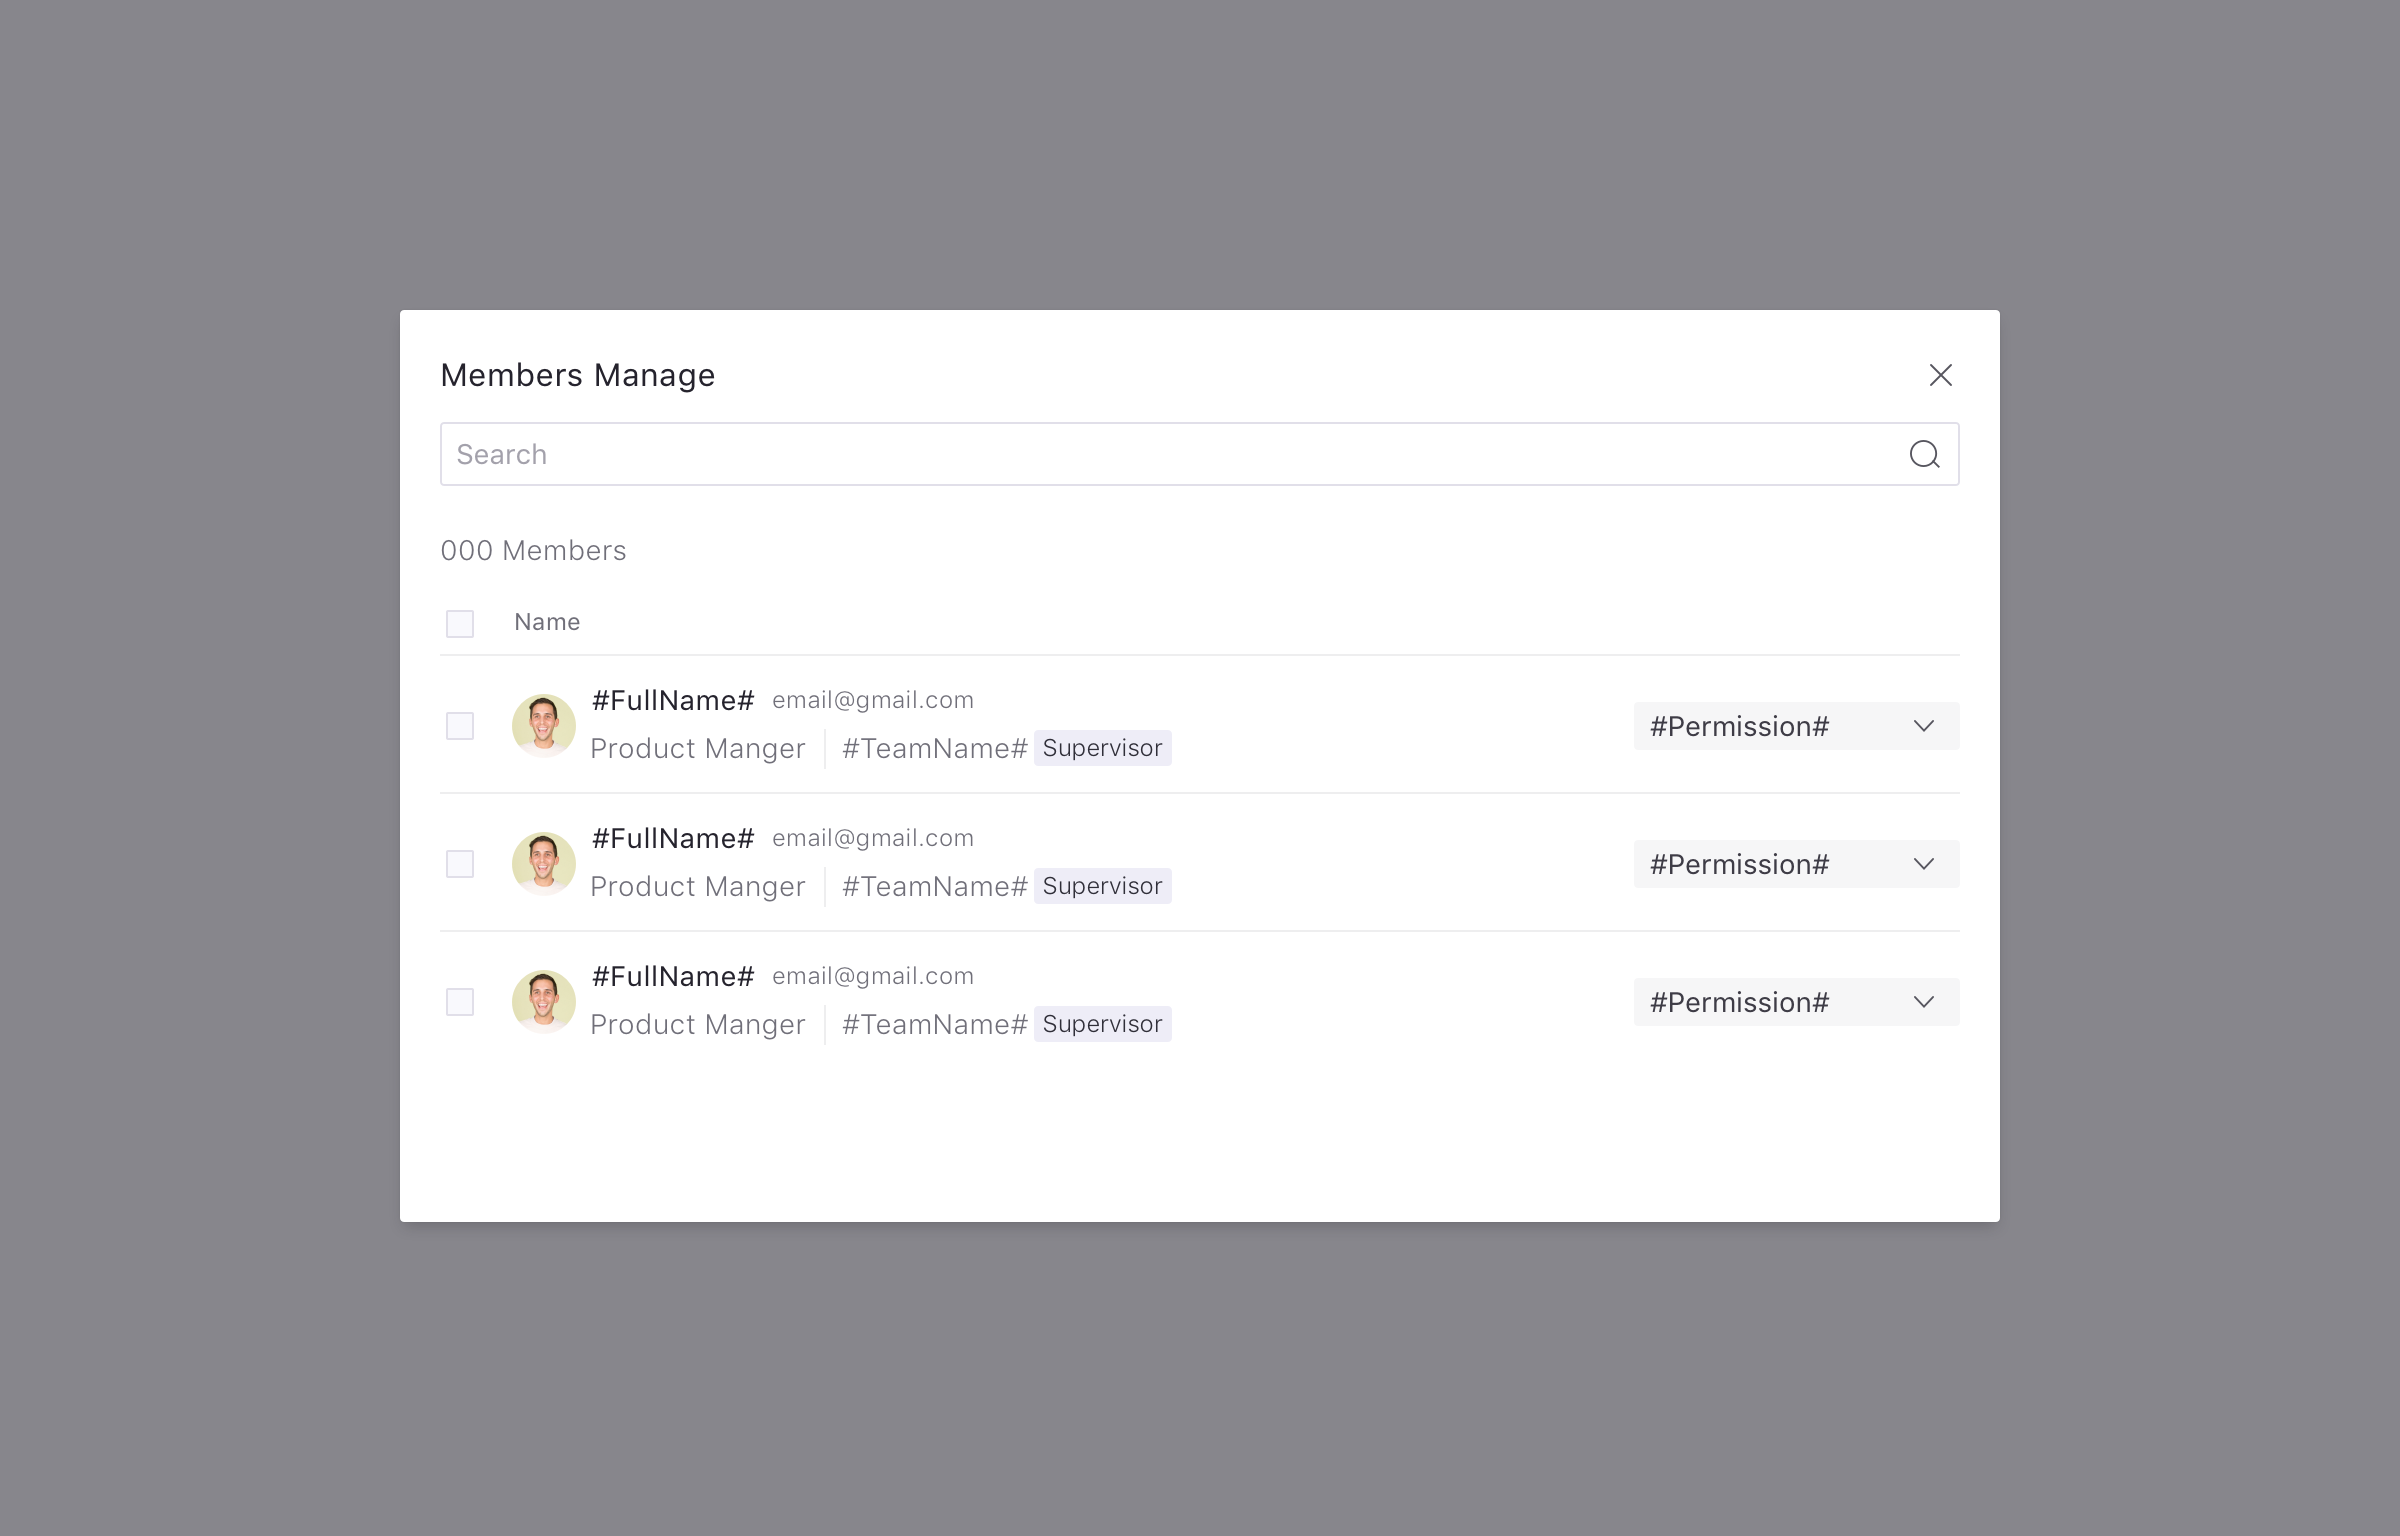 Members Manage
Search
000 Members
Name
#FullName# email@gmail.com
Product Manger #TeamName# Supervisor
#Permission#
#FullName# email@gmail.com
Product Manger #TeamName# Supervisor
#Permission#
#FullName# email@gmail.com
Product Manger #TeamName# Supervisor
#Permission#